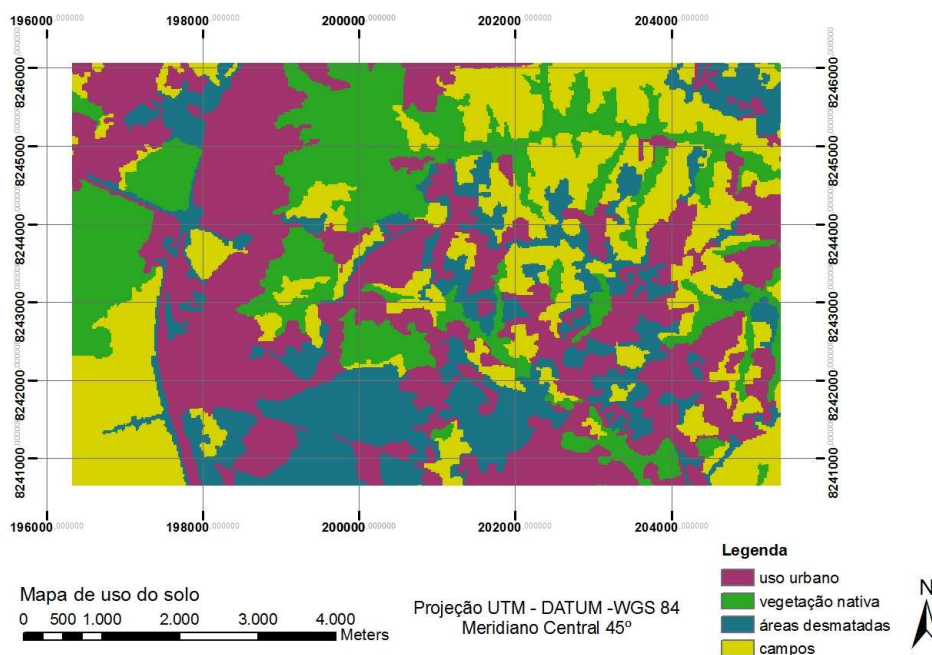 196000,000000 198000,000000 200000,000000 202000,000000 204000,000000
8246000 8246000
8245000 8245000
8244000 8244000
8243000 8243000
8242000 8242000
8241000 8241000
196000,000000 198000,000000 200000,000000 202000,000000 204000,000000
Legenda
uso urbano
vegetação nativa
áreas desmatadas
campos
N
Mapa de uso do solo
0 500 1.000 2.000 3.000 4.000
Meters
Projeção UTM - DATUM -WGS 84
Meridiano Central 45º